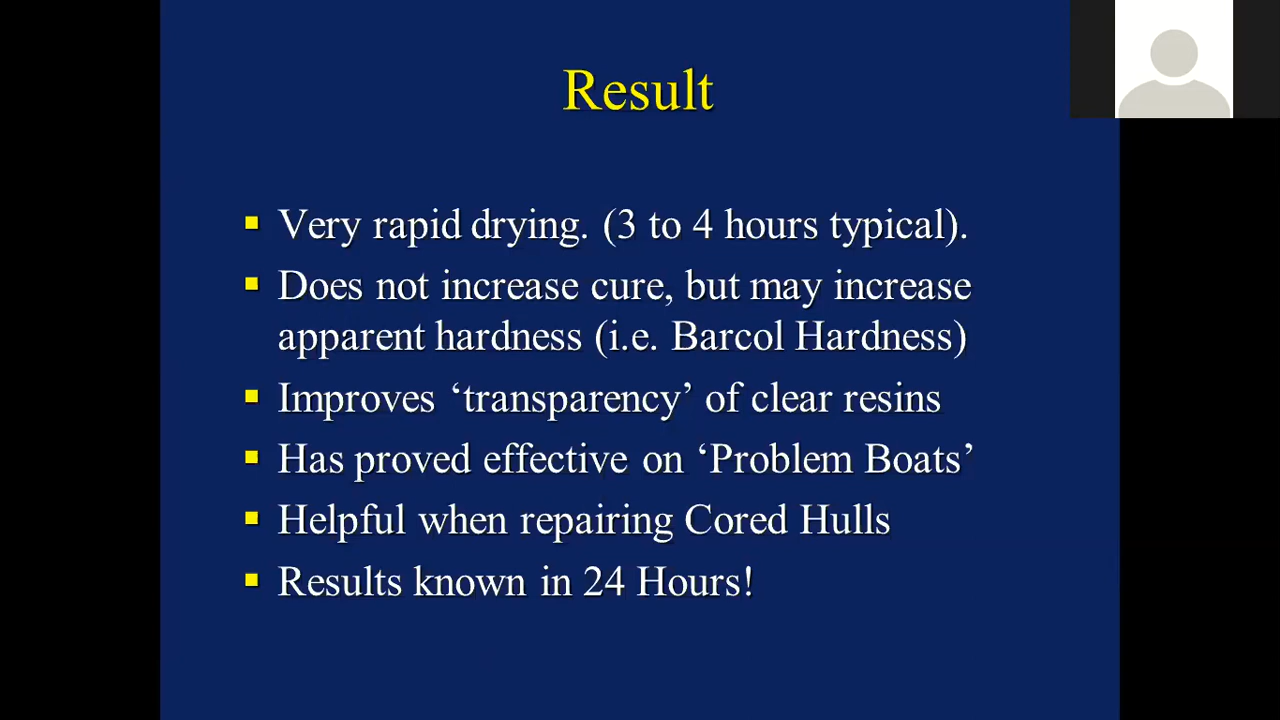 Result
Very rapid drying. (3 to 4 hours typical).
Does not increase cure, but may increase
apparent hardness (i.e. Barcol Hardness)
Improves ‘transparency’ of clear resins
Has proved effective on ‘Problem Boats’
Helpful when repairing Cored Hulls
Results known in 24 Hours!